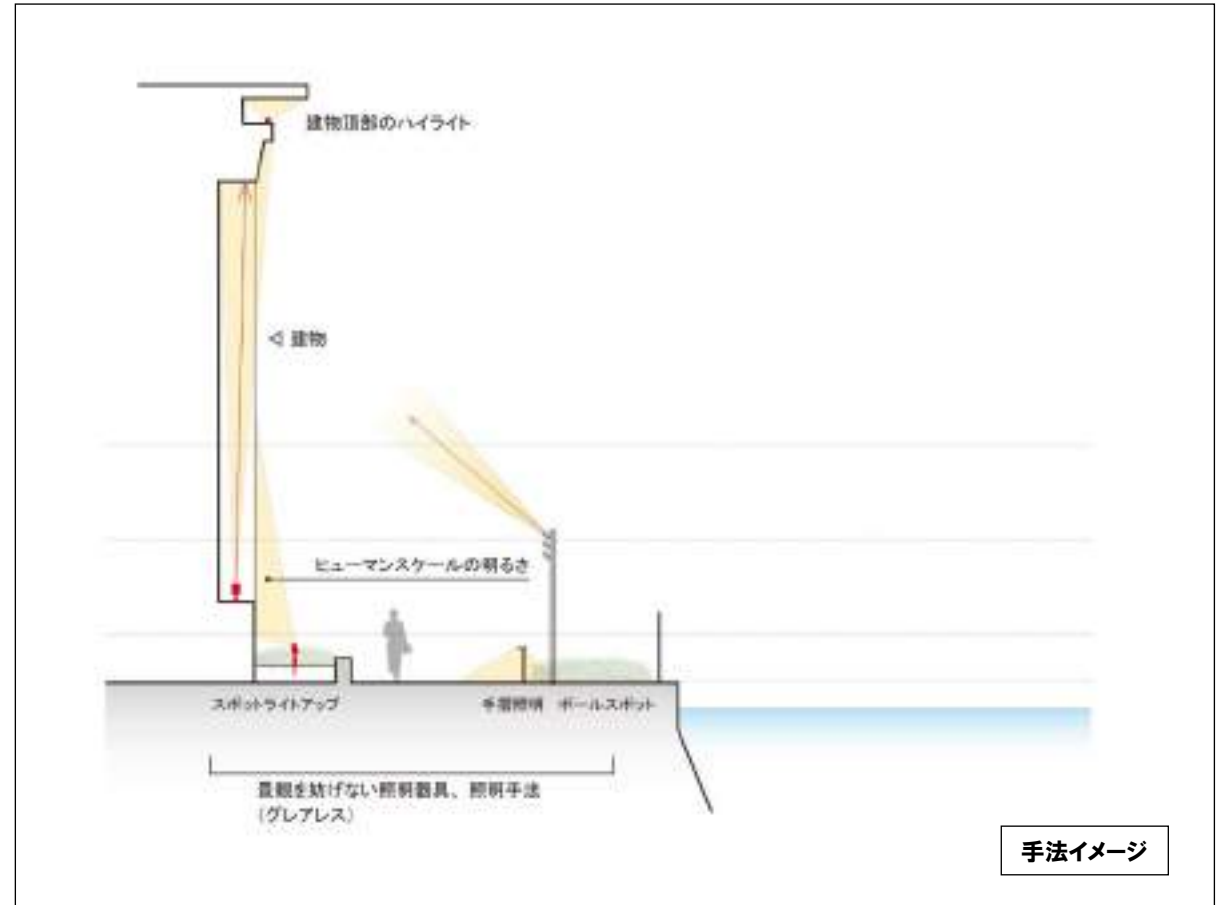 建物頂部のハイライト
◁ 建物
ヒューマンスケールの明るさ
スポットライトアップ
手摺照明 ポールスポット
景観を妨げない照明器具、照明手法
(グレアレス)
手法イメージ